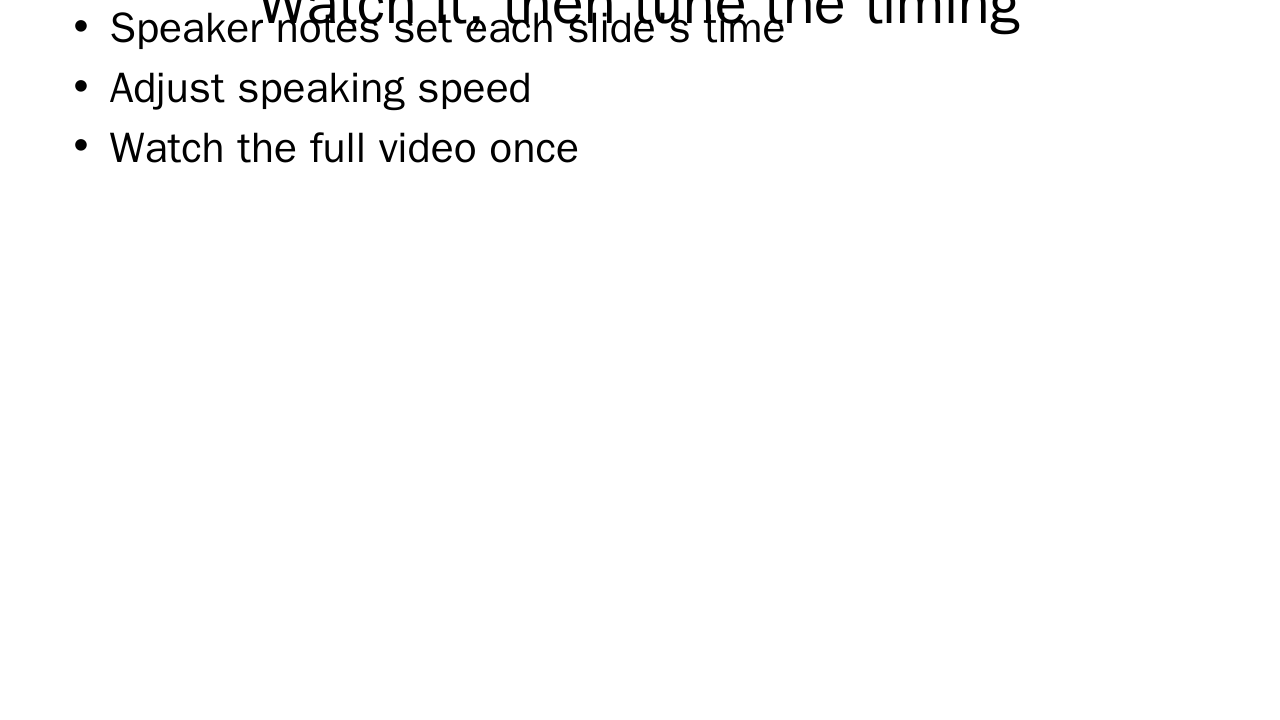 Watch it, then tune the timing
• Speaker notes set each slide's time
• Adjust speaking speed
• Watch the full video once